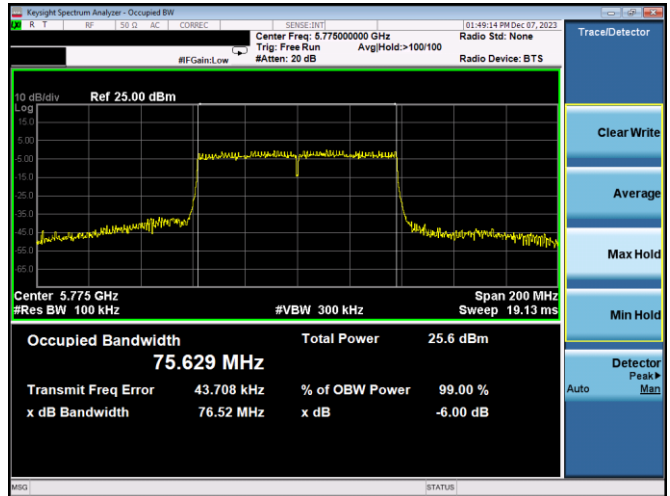 Keysight Spectrum Analyzer - Occupied BW
LXI R T RF 50 Ω AC CORREC SENSE:INT 01:49:14 PM Dec 07, 2023
Center Freq: 5.775000000 GHz Radio Std: None
Trig: Free Run Avg|Hold:>100/100
#IFGain:Low #Atten: 20 dB Radio Device: BTS
10 dB/div Ref 25.00 dBm
Log
15.0
5.00
-5.00
-15.0
-25.0
-35.0
-45.0
-55.0
-65.0
Center 5.775 GHz Span 200 MHz
#Res BW 100 kHz #VBW 300 kHz Sweep 19.13 ms
Occupied Bandwidth Total Power 25.6 dBm
75.629 MHz
Transmit Freq Error 43.708 kHz % of OBW Power 99.00 %
x dB Bandwidth 76.52 MHz x dB -6.00 dB
MSG STATUS
Trace/Detector
Clear Write
Average
Max Hold
Min Hold
Detector
Peak▶
Auto Man